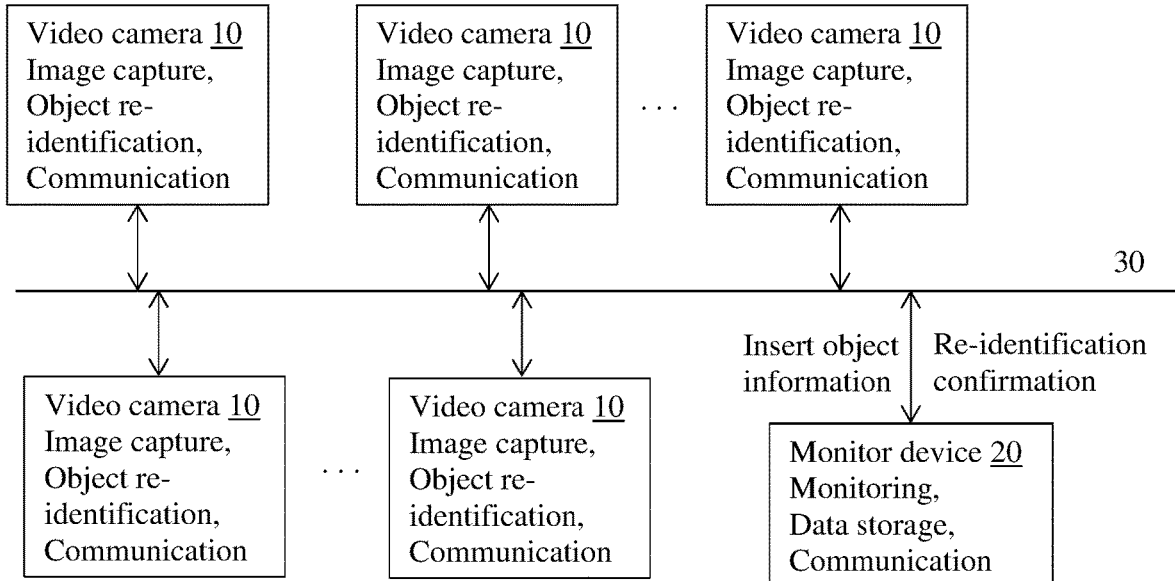 Video camera 10
Image capture,
Object re-
identification,
Communication
Video camera 10
Image capture,
Object re-
identification,
Communication
. . .
Video camera 10
Image capture,
Object re-
identification,
Communication
30
Insert object
information
Re-identification
confirmation
Video camera 10
Image capture,
Object re-
identification,
Communication
. . .
Video camera 10
Image capture,
Object re-
identification,
Communication
Monitor device 20
Monitoring,
Data storage,
Communication